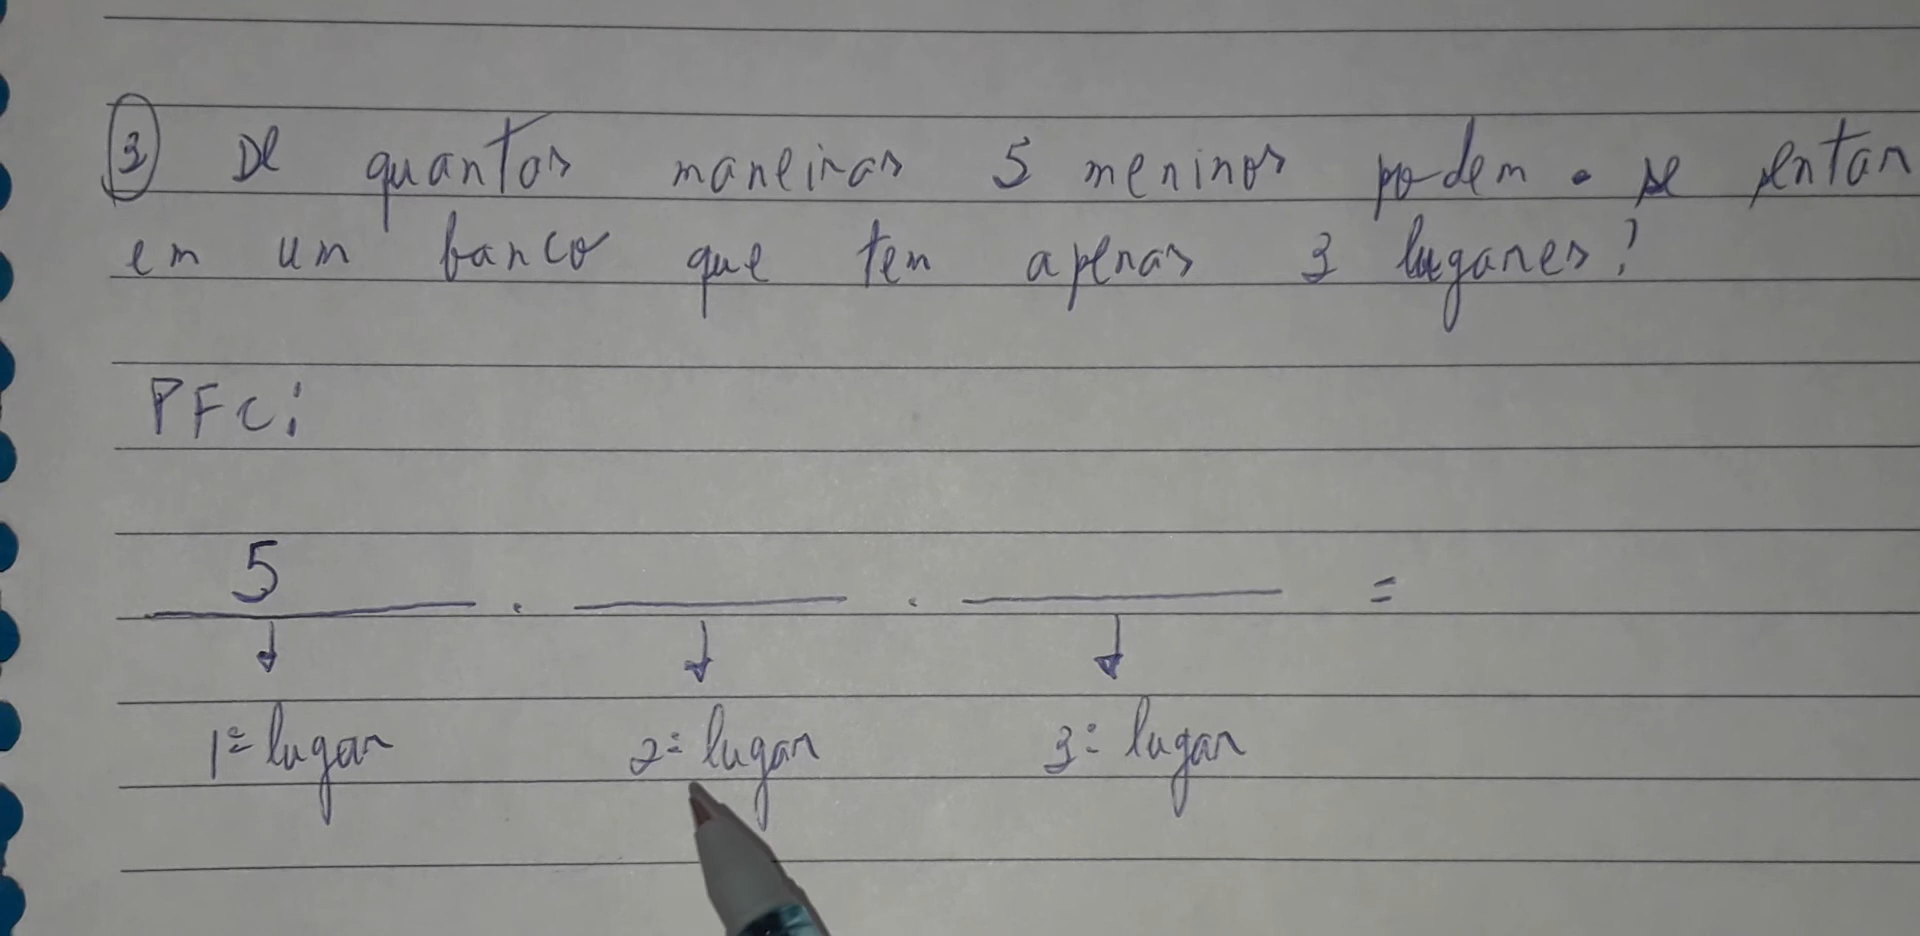 3 De quantas maneiras 5 meninos podem se sentar
em um banco que tem apenas 3 lugares?
PFC:
5 . . =
1º lugar 2º lugar 3º lugar